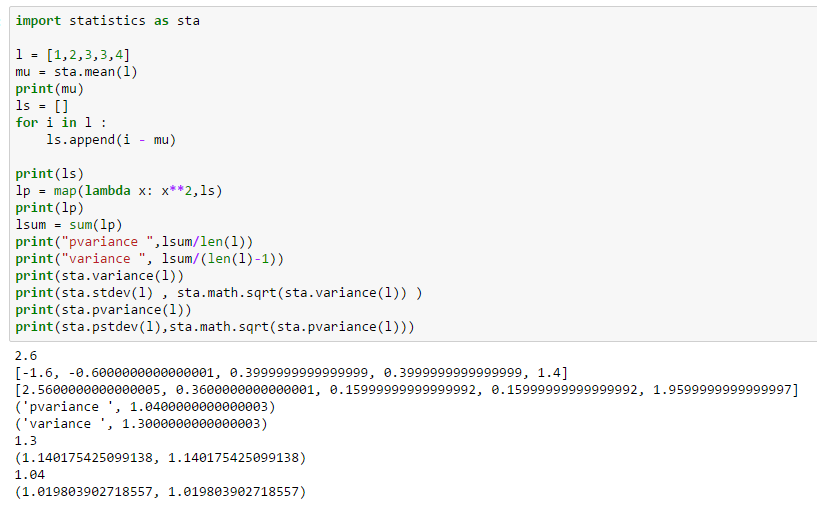 import statistics as sta
l = [1,2,3,3,4]
mu = sta.mean(l)
print(mu)
ls = []
for i in l :
    ls.append(i - mu)
print(ls)
lp = map(lambda x: x**2,ls)
print(lp)
lsum = sum(lp)
print("pvariance ",lsum/len(l))
print("variance ", lsum/(len(l)-1))
print(sta.variance(l))
print(sta.stdev(l) , sta.math.sqrt(sta.variance(l)) )
print(sta.pvariance(l))
print(sta.pstdev(l),sta.math.sqrt(sta.pvariance(l)))
2.6
[-1.6, -0.6000000000000001, 0.3999999999999999, 0.3999999999999999, 1.4]
[2.5600000000000005, 0.3600000000000001, 0.15999999999999992, 0.15999999999999992, 1.9599999999999997]
('pvariance ', 1.0400000000000003)
('variance ', 1.3000000000000003)
1.3
(1.140175425099138, 1.140175425099138)
1.04
(1.019803902718557, 1.019803902718557)